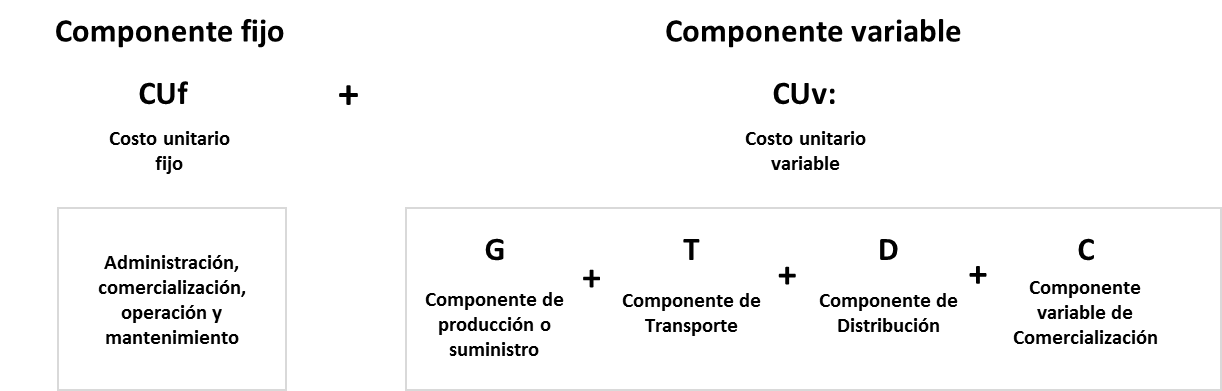 Componente fijo
Componente variable
CUf
+
CUv:
Costo unitario
fijo
Costo unitario
variable
Administración,
comercialización,
operación y
mantenimiento
G
Componente de
producción o
suministro
+
T
Componente de
Transporte
+
D
Componente de
Distribución
+
C
Componente
variable de
Comercialización